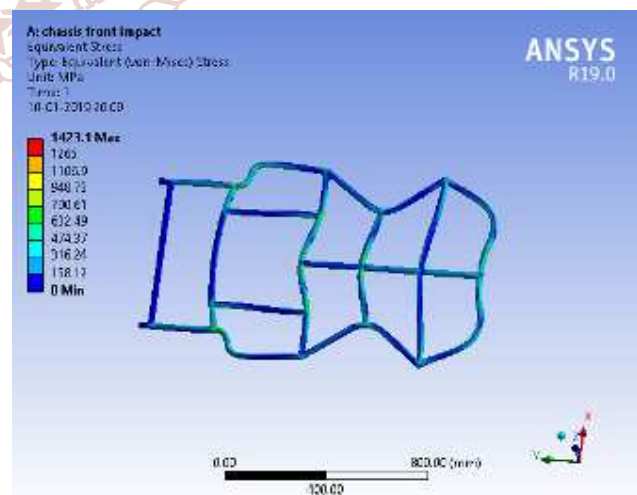 A: chassis front impact
Equivalent Stress
Type: Equivalent (von-Mises) Stress
Unit: MPa
Time: 1
ANSYS
R19.0
1423.1 Max
1265
1106.9
948.75
790.61
632.49
474.37
316.24
158.12
0 Min
0.00
800.00 (mm)
400.00
X
Y